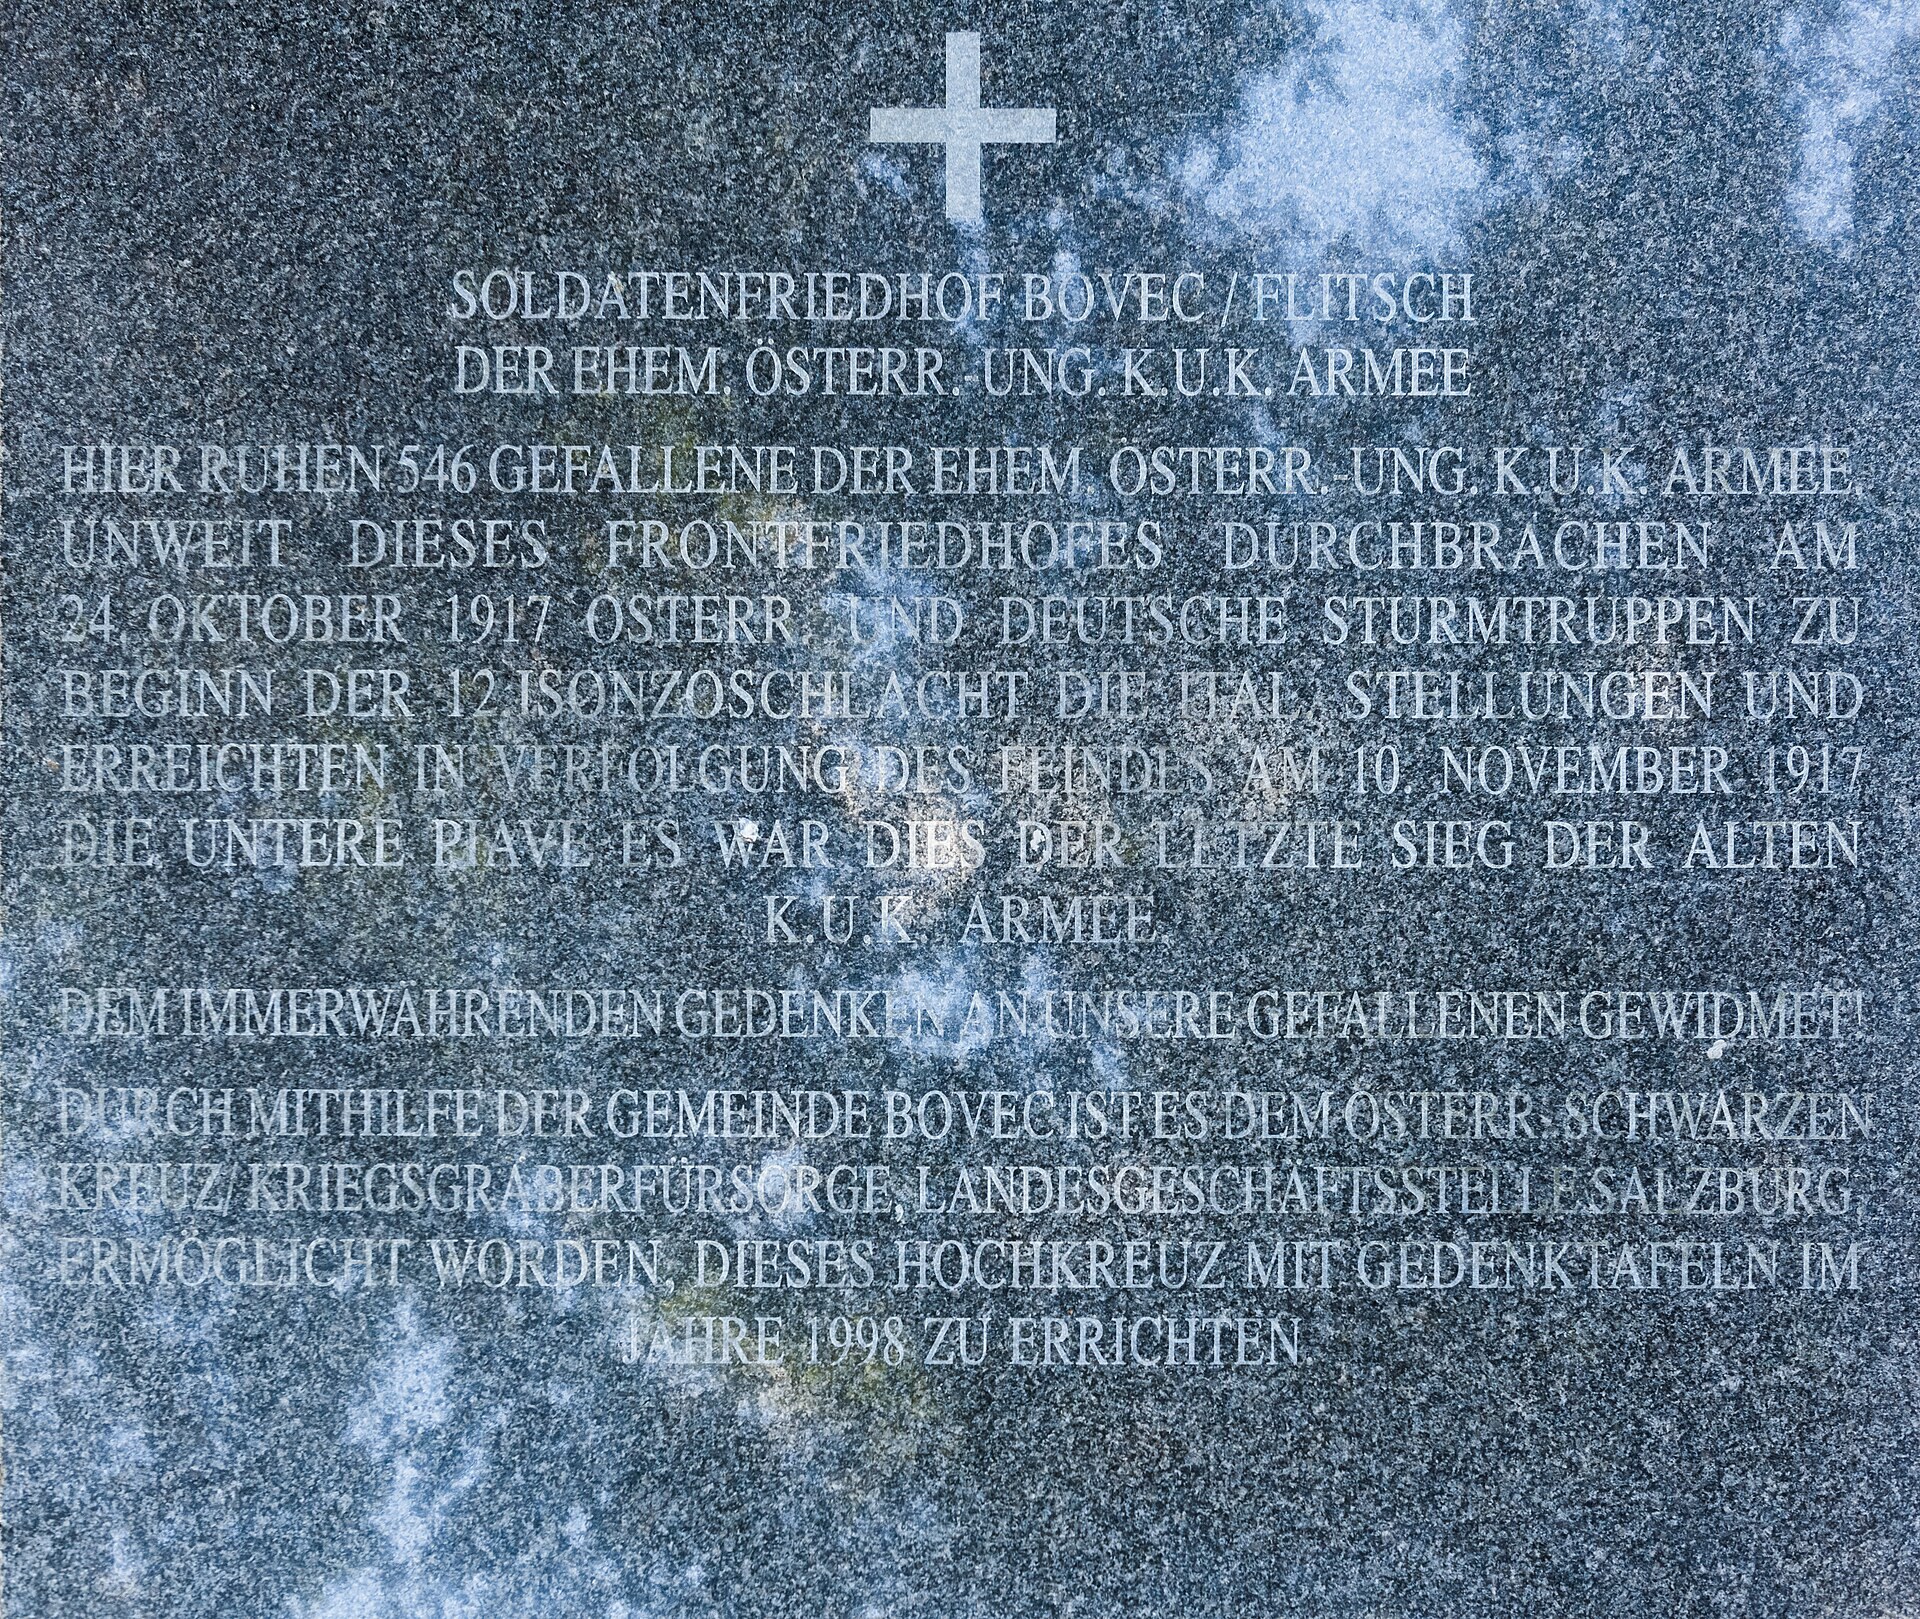 SOLDATENFRIEDHOF BOVEC / FLITSCH
DER EHEM. ÖSTERR.- UNG. K.U.K. ARMEE
HIER RUHEN 546 GEFALLENE DER EHEM. ÖSTERR.-UNG. K.U.K. ARMEE.
UNWEIT DIESES FRONTFRIEDHOFES DURCHBRACHEN AM
24. OKTOBER 1917 ÖSTERR. UND DEUTSCHE STURMTRUPPEN ZU
BEGINN DER 12. ISONZOSCHLACHT DIE ITAL. STELLUNGEN UND
ERREICHTEN IN VERFOLGUNG DES FEINDES AM 10. NOVEMBER 1917
DIE UNTERE PIAVE. ES WAR DIES DER LETZTE SIEG DER ALTEN
K.U.K. ARMEE.
DEM IMMERWÄHRENDEN GEDENKEN AN UNSERE GEFALLENEN GEWIDMET!
DURCH MITHILFE DER GEMEINDE BOVEC IST ES DEM ÖSTERR. SCHWARZEN
KREUZ/KRIEGSGRÄBERFÜRSORGE, LANDESGESCHÄFTSSTELLE SALZBURG,
ERMÖGLICHT WORDEN, DIESES HOCHKREUZ MIT GEDENKTAFELN IM
JAHRE 1998 ZU ERRICHTEN.